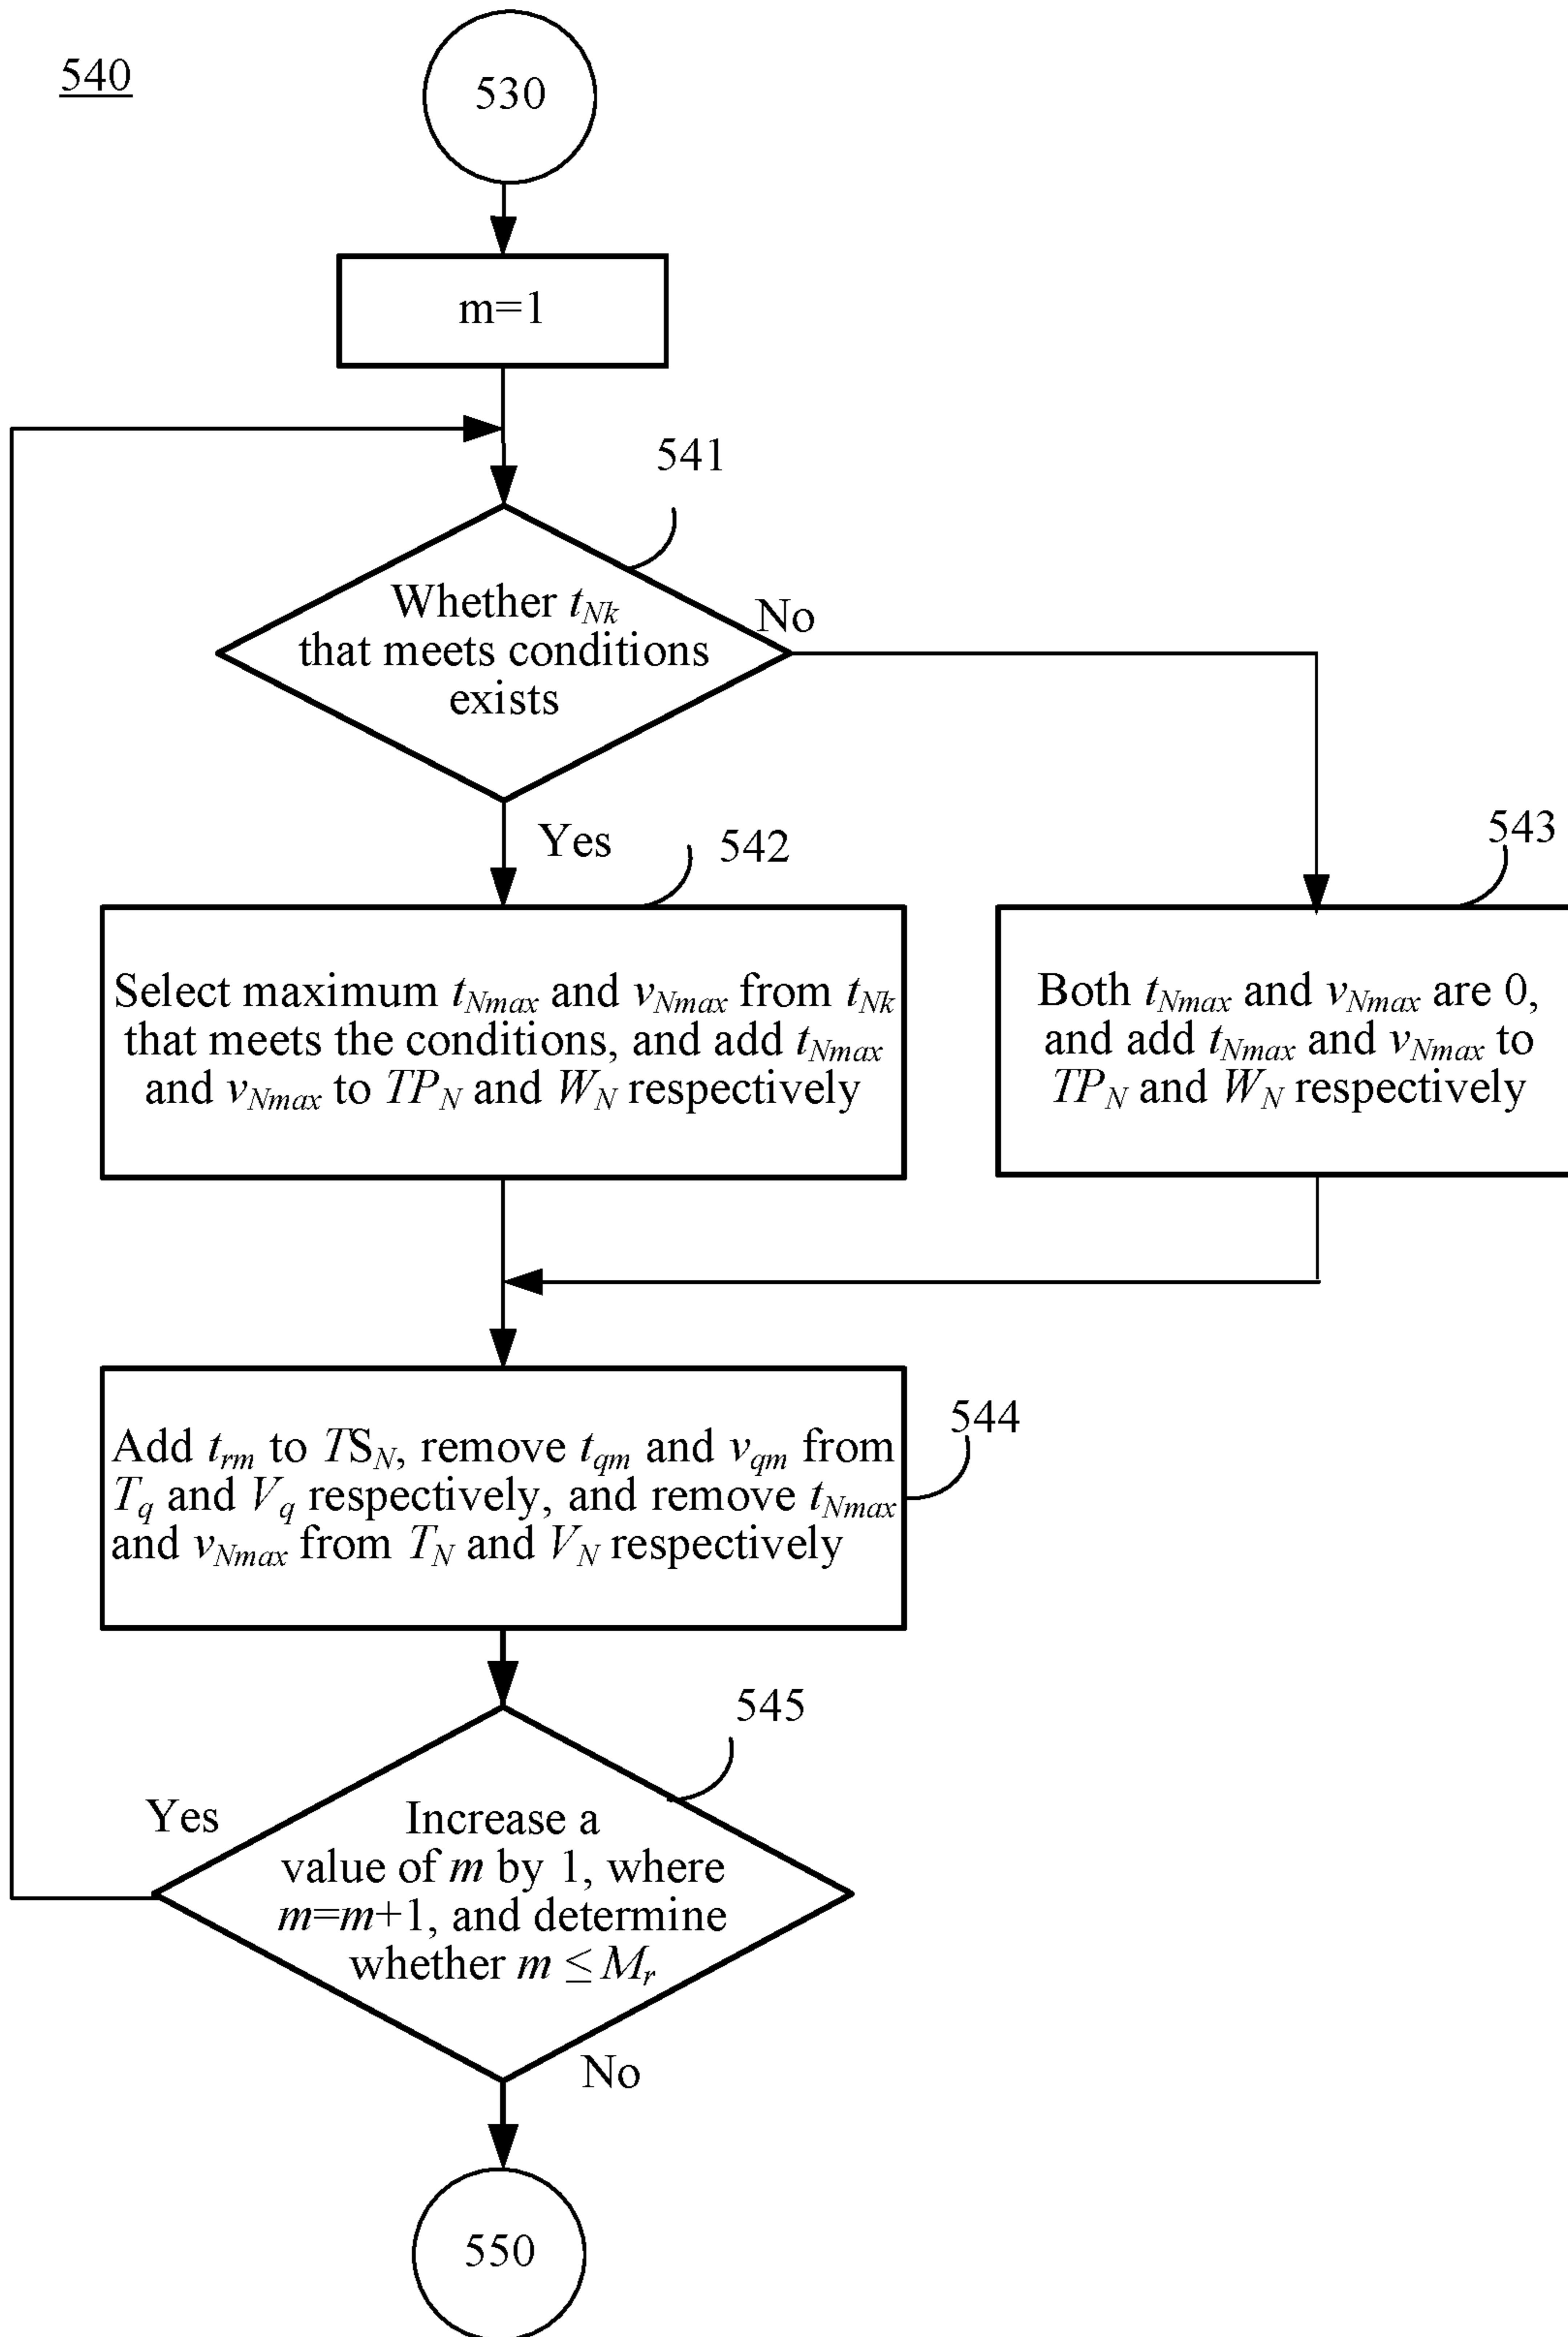 540
530
m=1
541
Whether tNk
that meets conditions
exists
No
Yes
542
543
Select maximum tNmax and vNmax from tNk
that meets the conditions, and add tNmax
and vNmax to TPN and WN respectively
Both tNmax and vNmax are 0,
and add tNmax and vNmax to
TPN and WN respectively
544
Add trm to TSN, remove tqm and vqm from
Tq and Vq respectively, and remove tNmax
and vNmax from TN and VN respectively
545
Yes
Increase a
value of m by 1, where
m=m+1, and determine
whether m ≤ Mr
No
550